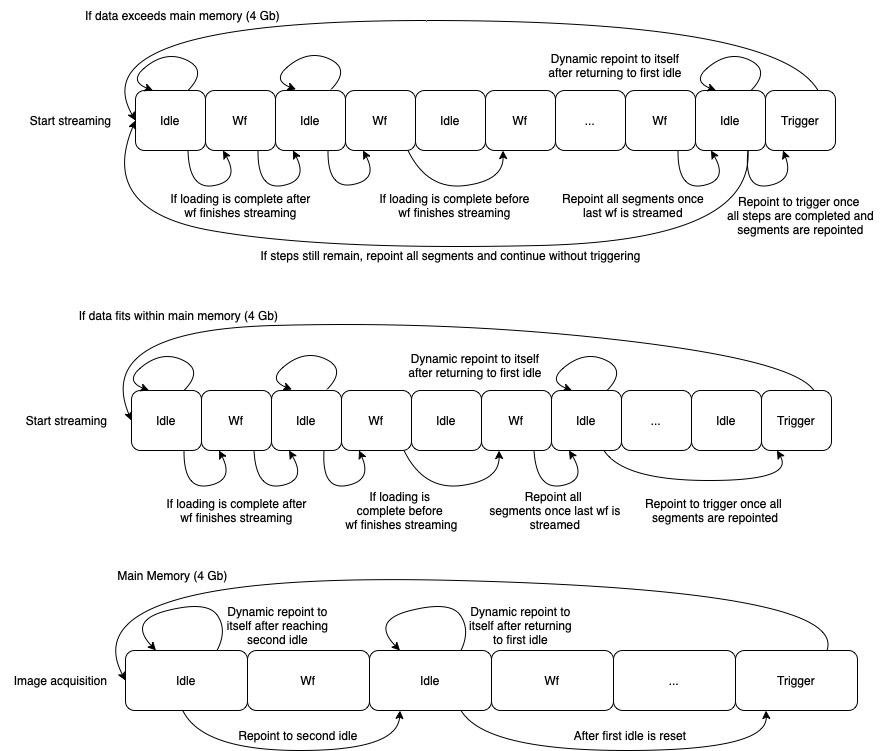 If data exceeds main memory (4 Gb)
Dynamic repoint to itself
after returning to first idle
Start streaming
Idle
Wf
Idle
Wf
Idle
Wf
...
Wf
Idle
Trigger
If loading is complete after
wf finishes streaming
If loading is complete before
wf finishes streaming
Repoint all segments once
last wf is streamed
Repoint to trigger once
all steps are completed and
segments are repointed
If steps still remain, repoint all segments and continue without triggering
If data fits within main memory (4 Gb)
Dynamic repoint to itself
after returning to first idle
Start streaming
Idle
Wf
Idle
Wf
Idle
Wf
Idle
...
Idle
Trigger
If loading is complete after
wf finishes streaming
If loading is
complete before
wf finishes streaming
Repoint all
segments once last wf is
streamed
Repoint to trigger once all
segments are repointed
Main Memory (4 Gb)
Dynamic repoint to
itself after reaching
second idle
Dynamic repoint to
itself after returning
to first idle
Image acquisition
Idle
Wf
Idle
Wf
...
Trigger
Repoint to second idle
After first idle is reset